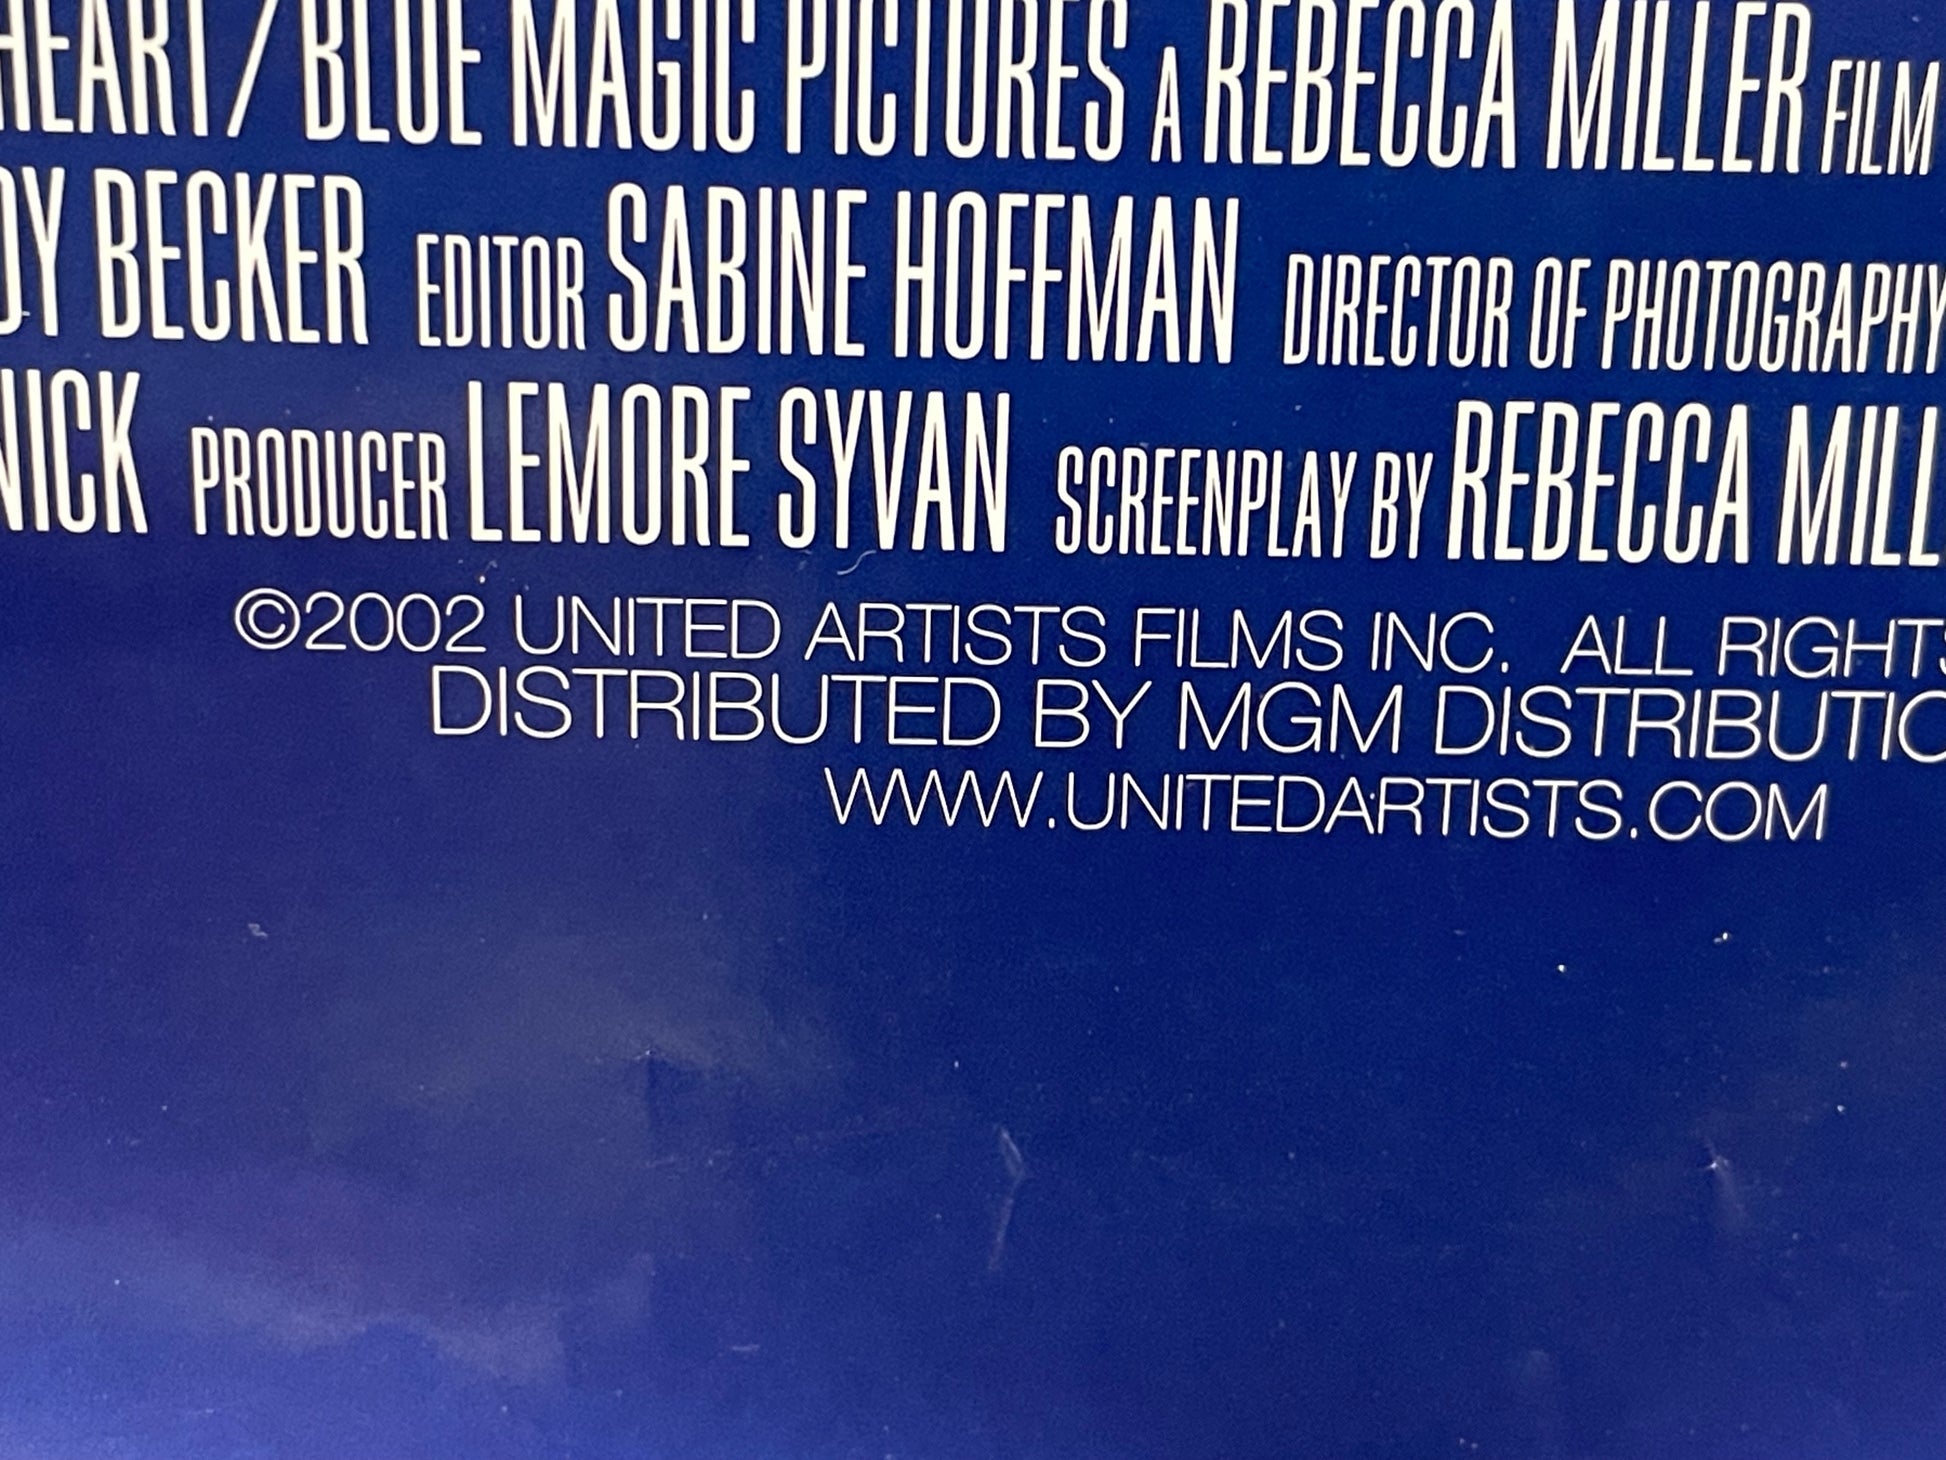 HEART / BLUE MAGIC PICTURES A REBECCA MILLER FILM
DY BECKER EDITOR SABINE HOFFMAN DIRECTOR OF PHOTOGRAPHY
NICK PRODUCER LEMORE SYVAN SCREENPLAY BY REBECCA MILL
©2002 UNITED ARTISTS FILMS INC. ALL RIGHTS
DISTRIBUTED BY MGM DISTRIBUTIO
WWW.UNITEDARTISTS.COM